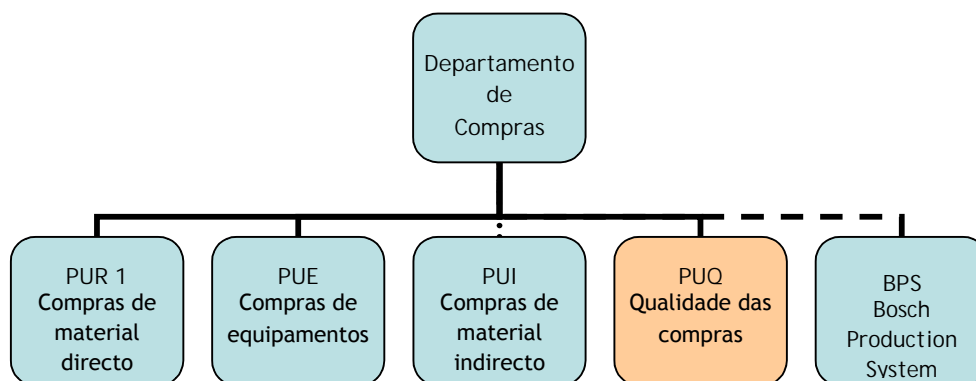 Departamento
de
Compras
PUR 1
Compras de
material
directo
PUE
Compras de
equipamentos
PUI
Compras de
material
indirecto
PUQ
Qualidade das
compras
BPS
Bosch
Production
System